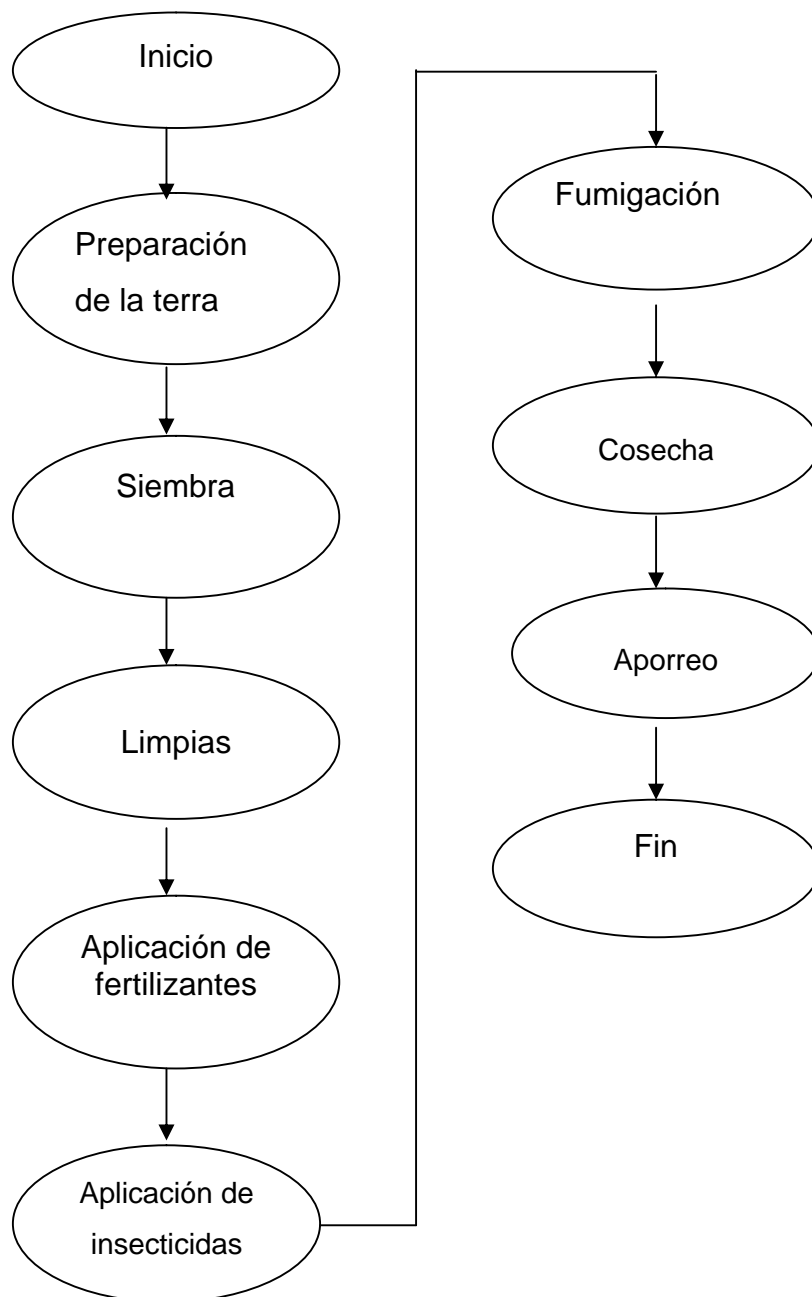 Inicio
Preparación
de la terra
Siembra
Limpias
Aplicación de
fertilizantes
Aplicación de
insecticidas
Fumigación
Cosecha
Aporreo
Fin